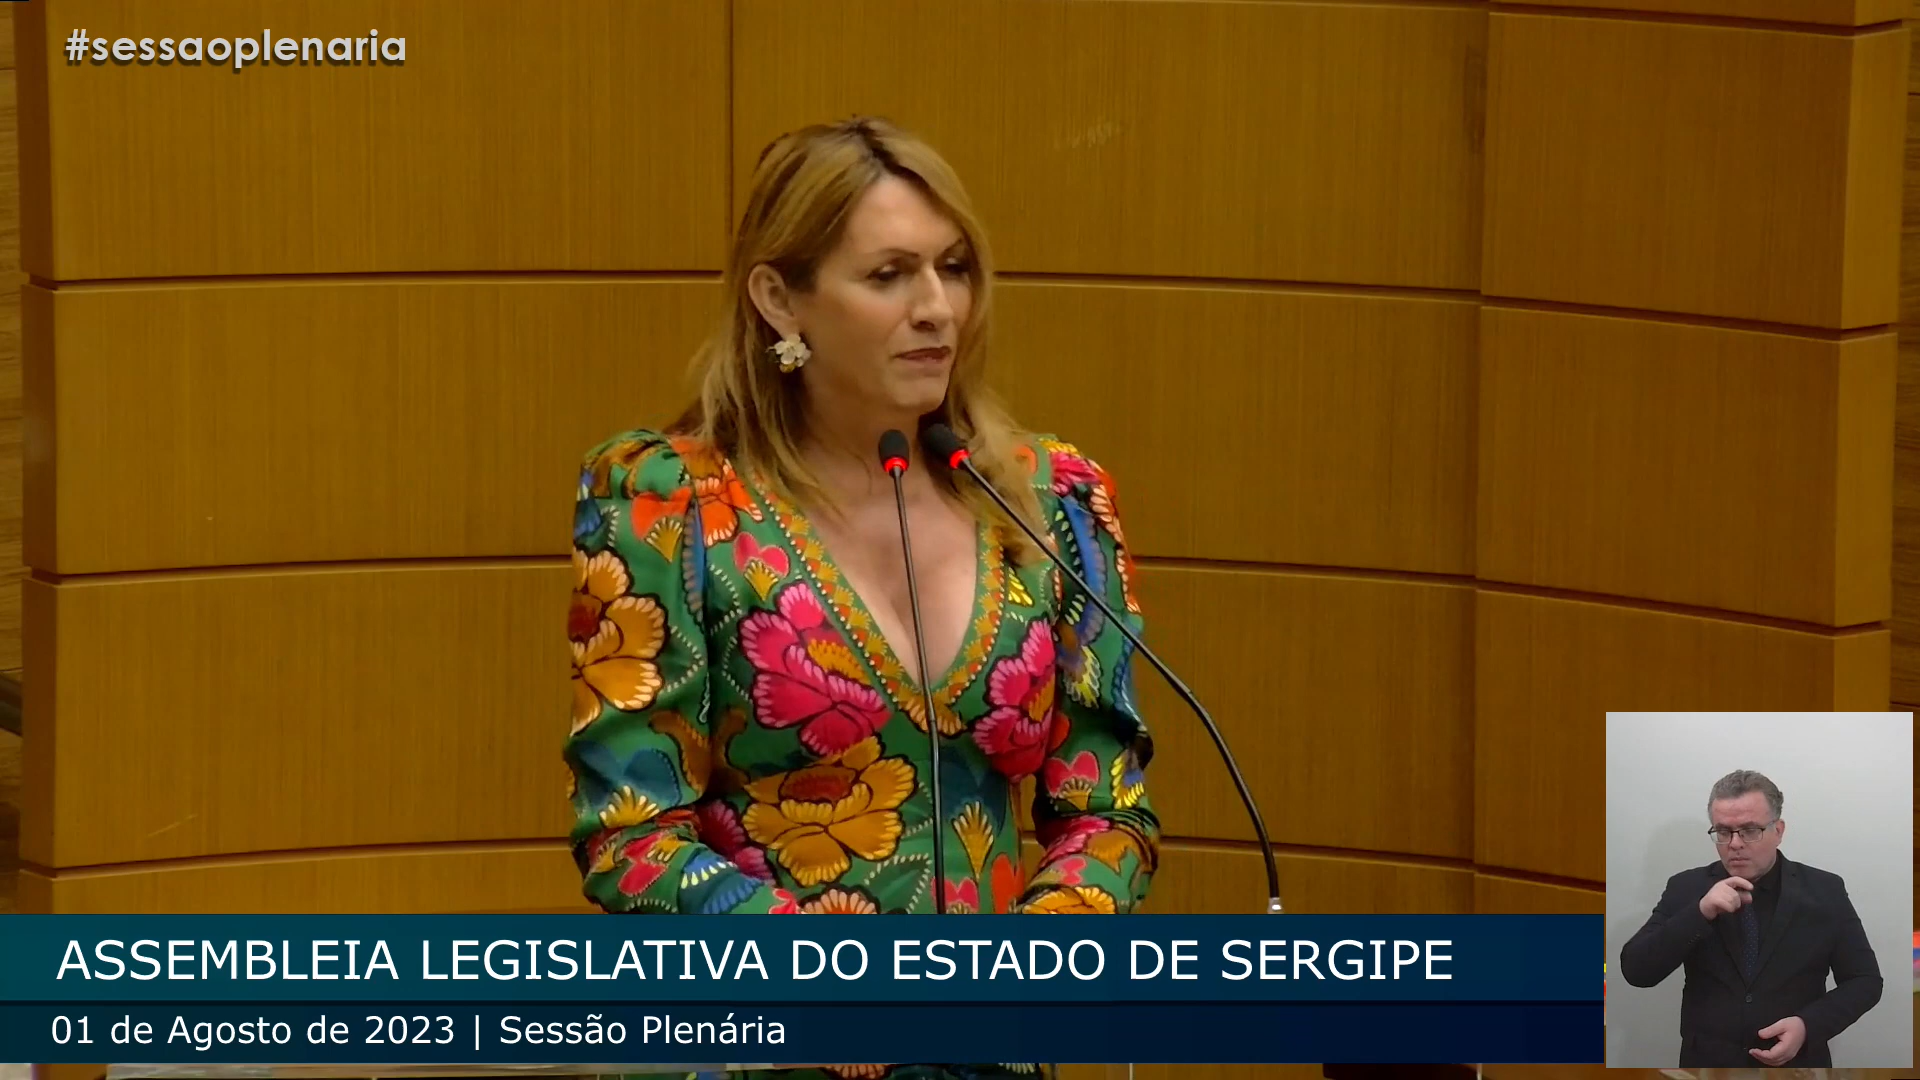 #sessaoplenaria
ASSEMBLEIA LEGISLATIVA DO ESTADO DE SERGIPE
01 de Agosto de 2023 | Sessão Plenária